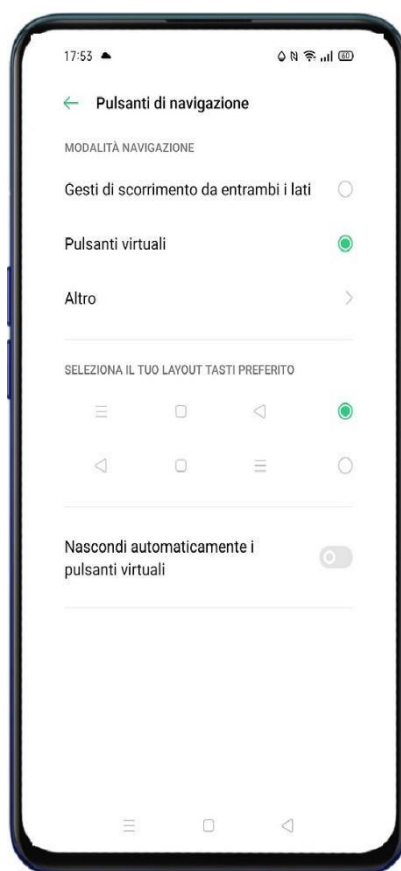 17:53
60
Pulsanti di navigazione
MODALITÀ NAVIGAZIONE
Gesti di scorrimento da entrambi i lati
Pulsanti virtuali
Altro
SELEZIONA IL TUO LAYOUT TASTI PREFERITO
Nascondi automaticamente i
pulsanti virtuali